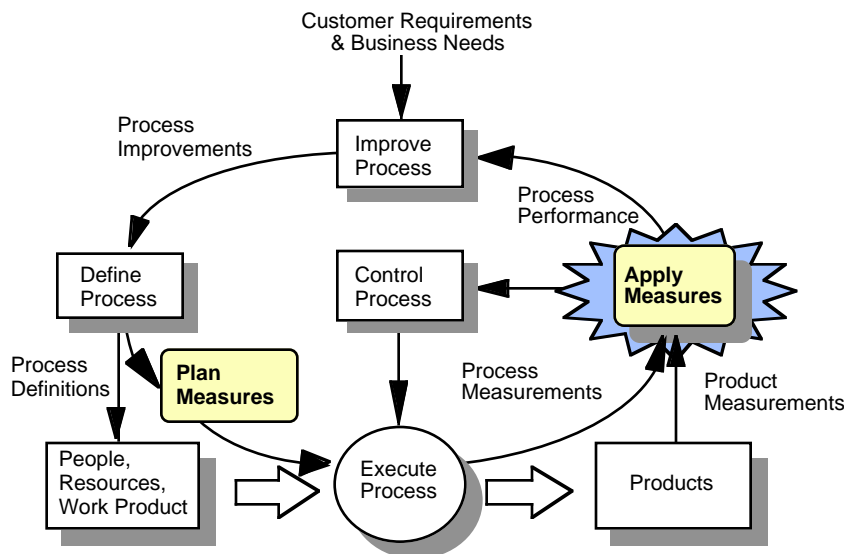 Customer Requirements
& Business Needs
Process
Improvements
Improve
Process
Process
Performance
Define
Process
Control
Process
Apply
Measures
Process
Definitions
Plan
Measures
Process
Measurements
Product
Measurements
People,
Resources,
Work Product
Execute
Process
Products